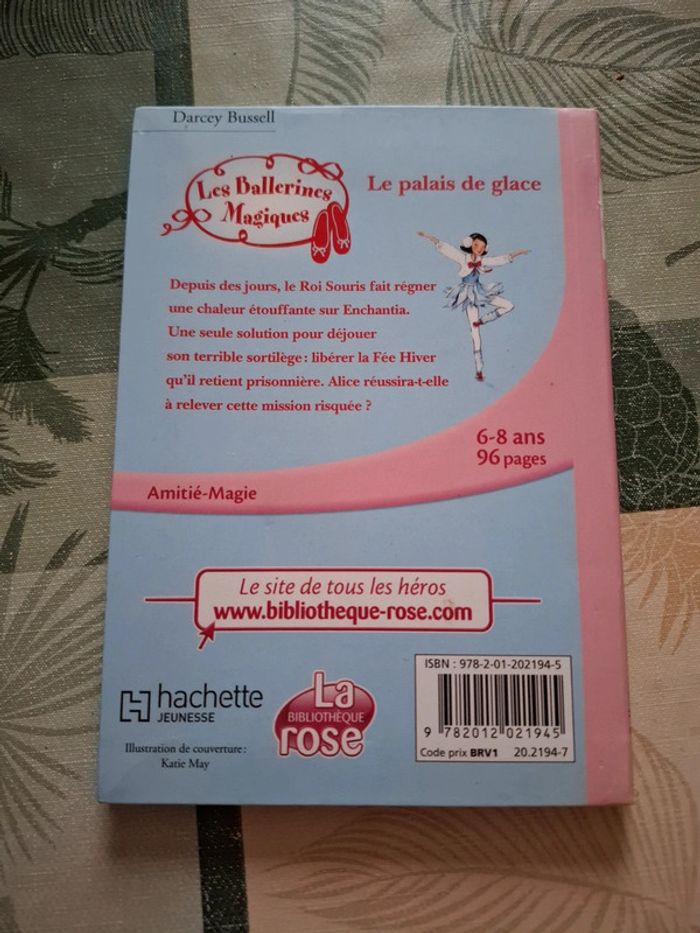 Darcey Bussell
Les Ballerines
Magiques
Le palais de glace
Depuis des jours, le Roi Souris fait régner
une chaleur étouffante sur Enchantia.
Une seule solution pour déjouer
son terrible sortilège : libérer la Fée Hiver
qu'il retient prisonnière. Alice réussira-t-elle
à relever cette mission risquée ?
6-8 ans
96 pages
Amitié-Magie
Le site de tous les héros
www.bibliotheque-rose.com
hachette
JEUNESSE
La
BIBLIOTHÈQUE
rose
Illustration de couverture :
Katie May
ISBN : 978-2-01-202194-5
9 782012 021945
Code prix BRV1 20.2194-7